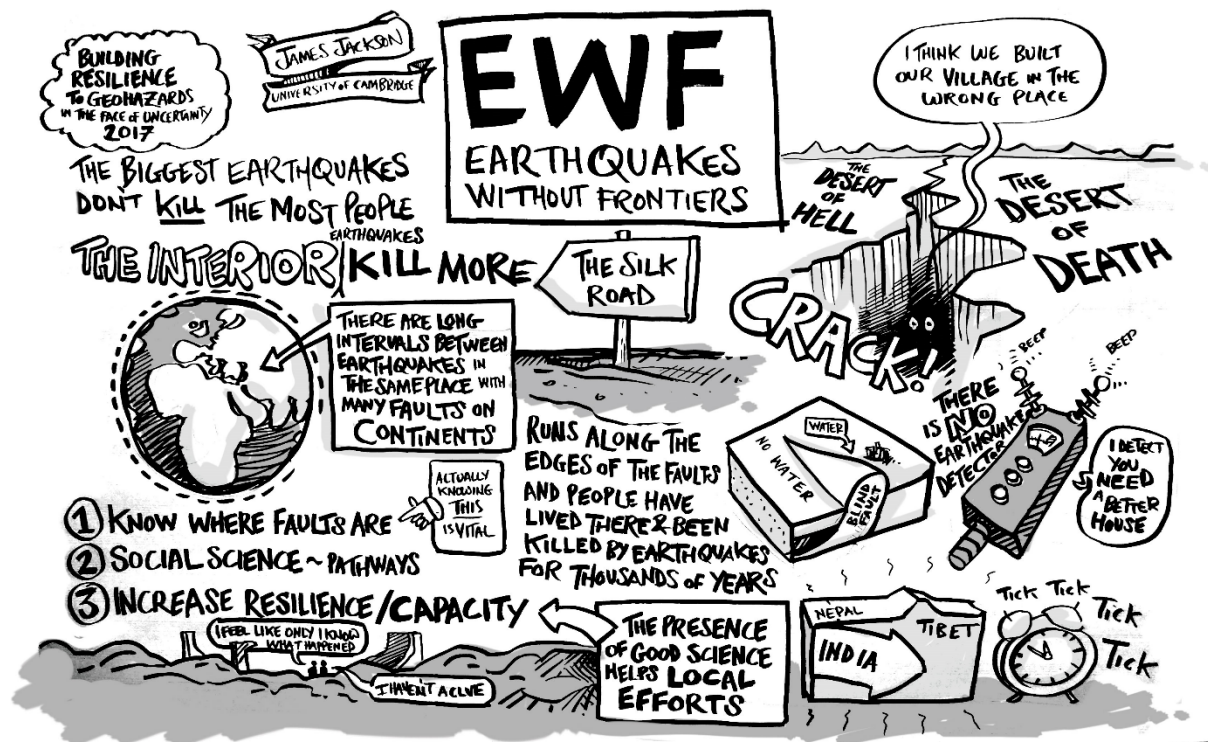 BUILDING
RESILIENCE
TO GEOHAZARDS
IN THE FACE OF UNCERTAINTY
2017
JAMES JACKSON
UNIVERSITY OF CAMBRIDGE
EWF
EARTHQUAKES
WITHOUT FRONTIERS
I THINK WE BUILT
OUR VILLAGE IN THE
WRONG PLACE
THE BIGGEST EARTHQUAKES
DON'T KILL THE MOST PEOPLE
THE INTERIOR EARTHQUAKES KILL MORE
THE SILK
ROAD
THE
DESERT
OF
HELL
THE
DESERT
OF
DEATH
CRACK!
THERE ARE LONG
INTERVALS BETWEEN
EARTHQUAKES IN
THE SAME PLACE WITH
MANY FAULTS ON
CONTINENTS
RUNS ALONG THE
EDGES OF THE FAULTS
AND PEOPLE HAVE
LIVED THERE & BEEN
KILLED BY EARTHQUAKES
FOR THOUSANDS OF YEARS
NO WATER
WATER
BLIND
FAULT
THERE
IS NO
EARTHQUAKE
DETECTOR
BEEP
BEEP
I DETECT
YOU
NEED
A BETTER
HOUSE
1 KNOW WHERE FAULTS ARE
ACTUALLY
KNOWING
THIS
IS VITAL
2 SOCIAL SCIENCE ~ PATHWAYS
3 INCREASE RESILIENCE/CAPACITY
I FEEL LIKE ONLY I KNOW
WHAT HAPPENED
I HAVEN'T A CLUE
THE PRESENCE
OF GOOD SCIENCE
HELPS LOCAL
EFFORTS
NEPAL
TIBET
INDIA
TICK TICK
TICK
TICK